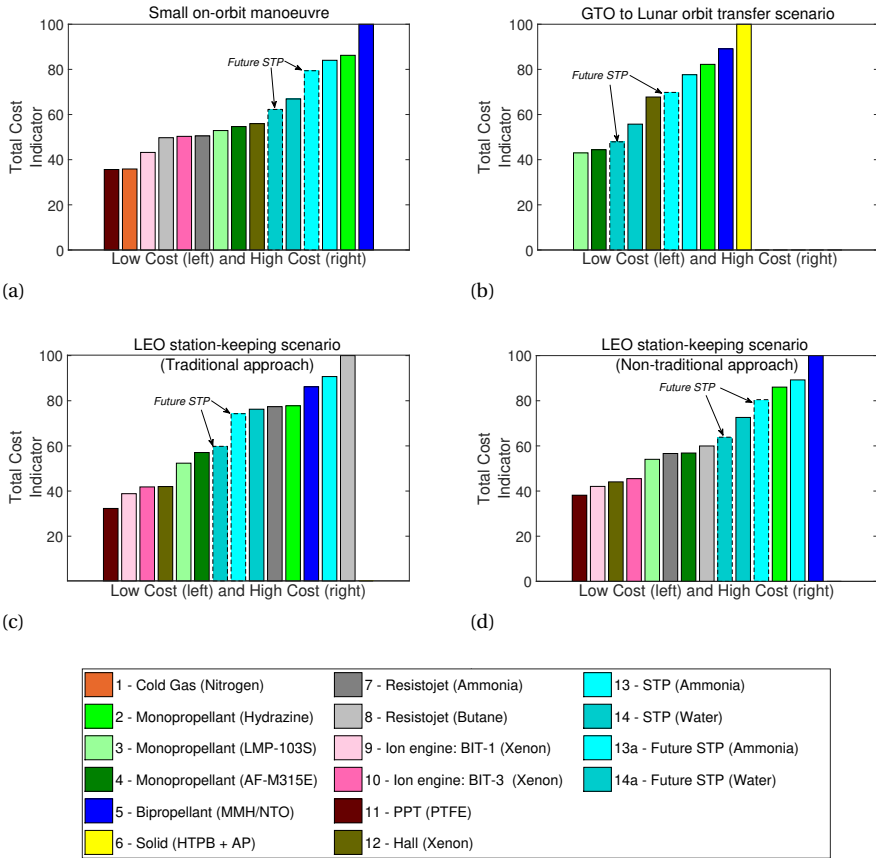 Small on-orbit manoeuvre
100
80
60
40
20
0
Total Cost
Indicator
Future STP
Low Cost (left) and High Cost (right)
(a)
GTO to Lunar orbit transfer scenario
100
80
60
40
20
0
Total Cost
Indicator
Future STP
Low Cost (left) and High Cost (right)
(b)
LEO station-keeping scenario
(Traditional approach)
100
80
60
40
20
Total Cost
Indicator
Future STP
Low Cost (left) and High Cost (right)
(c)
LEO station-keeping scenario
(Non-traditional approach)
100
80
60
40
20
Total Cost
Indicator
Future STP
Low Cost (left) and High Cost (right)
(d)
1 - Cold Gas (Nitrogen)
2 - Monopropellant (Hydrazine)
3 - Monopropellant (LMP-103S)
4 - Monopropellant (AF-M315E)
5 - Bipropellant (MMH/NTO)
6 - Solid (HTPB + AP)
7 - Resistojet (Ammonia)
8 - Resistojet (Butane)
9 - Ion engine: BIT-1 (Xenon)
10 - Ion engine: BIT-3 (Xenon)
11 - PPT (PTFE)
12 - Hall (Xenon)
13 - STP (Ammonia)
14 - STP (Water)
13a - Future STP (Ammonia)
14a - Future STP (Water)